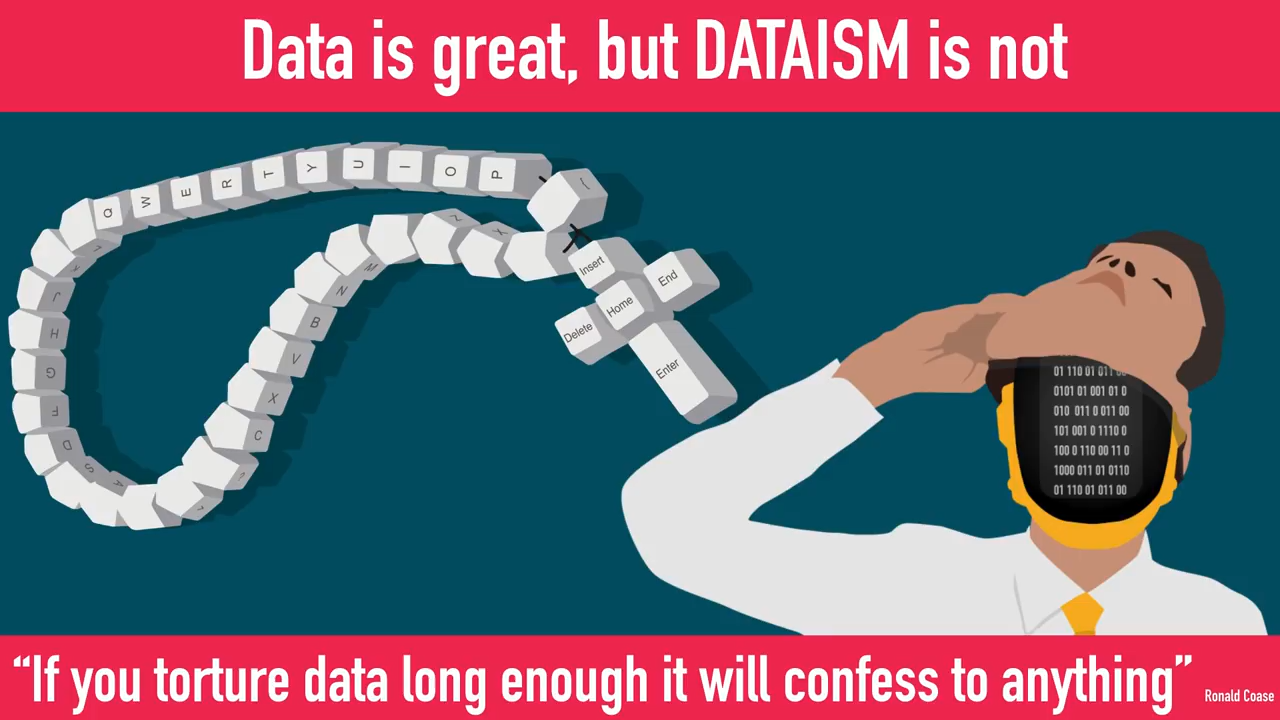 Data is great, but DATAISM is not
Q W E R T Y U I O P
Insert
End
Home
Delete
Enter
J
H
G
F
D
S
A
Z
X
M
N
B
V
X
C
01 110 01 011 00
0101 01 001 01 0
010 011 0 011 00
101 001 0 1110 0
100 0 110 00 11 0
1000 011 01 0110
01 110 01 011 00
“If you torture data long enough it will confess to anything”
Ronald Coase